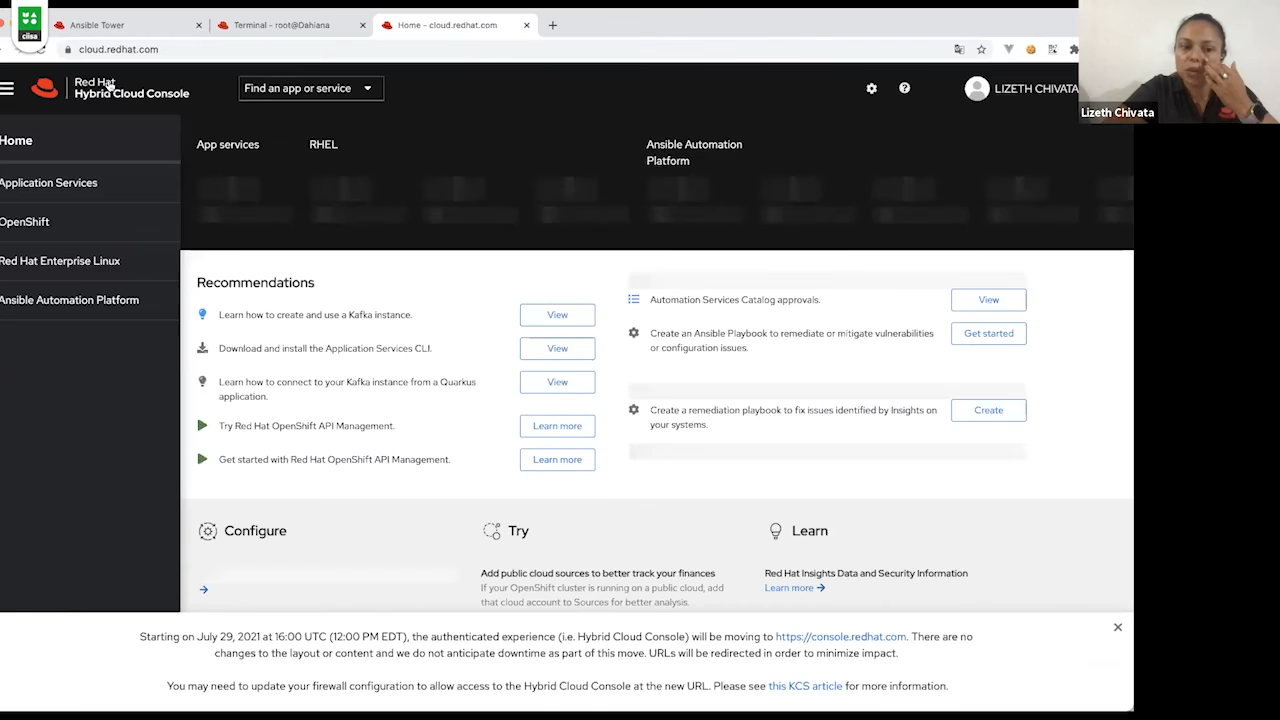 clisa
Ansible Tower
Terminal - root@Dahiana
Home - cloud.redhat.com
cloud.redhat.com
Red Hat
Hybrid Cloud Console
Find an app or service
LIZETH CHIVATA
Lizeth Chivata
Home
Application Services
OpenShift
Red Hat Enterprise Linux
Ansible Automation Platform
App services
RHEL
Ansible Automation
Platform
Recommendations
Learn how to create and use a Kafka instance.
View
Download and install the Application Services CLI.
View
Learn how to connect to your Kafka instance from a Quarkus
application.
View
Try Red Hat OpenShift API Management.
Learn more
Get started with Red Hat OpenShift API Management.
Learn more
Automation Services Catalog approvals.
View
Create an Ansible Playbook to remediate or mitigate vulnerabilities
or configuration issues.
Get started
Create a remediation playbook to fix issues identified by Insights on
your systems.
Create
Configure
Try
Add public cloud sources to better track your finances
If your OpenShift cluster is running on a public cloud, add
that cloud account to Sources for better analysis.
Learn
Red Hat Insights Data and Security Information
Learn more
Starting on July 29, 2021 at 16:00 UTC (12:00 PM EDT), the authenticated experience (i.e. Hybrid Cloud Console) will be moving to https://console.redhat.com. There are
no changes to the layout or content and we do not anticipate downtime as part of this move. URLs will be redirected in order to minimize impact.
You may need to update your firewall configuration to allow access to the Hybrid Cloud Console at the new URL. Please see this KCS article for more information.